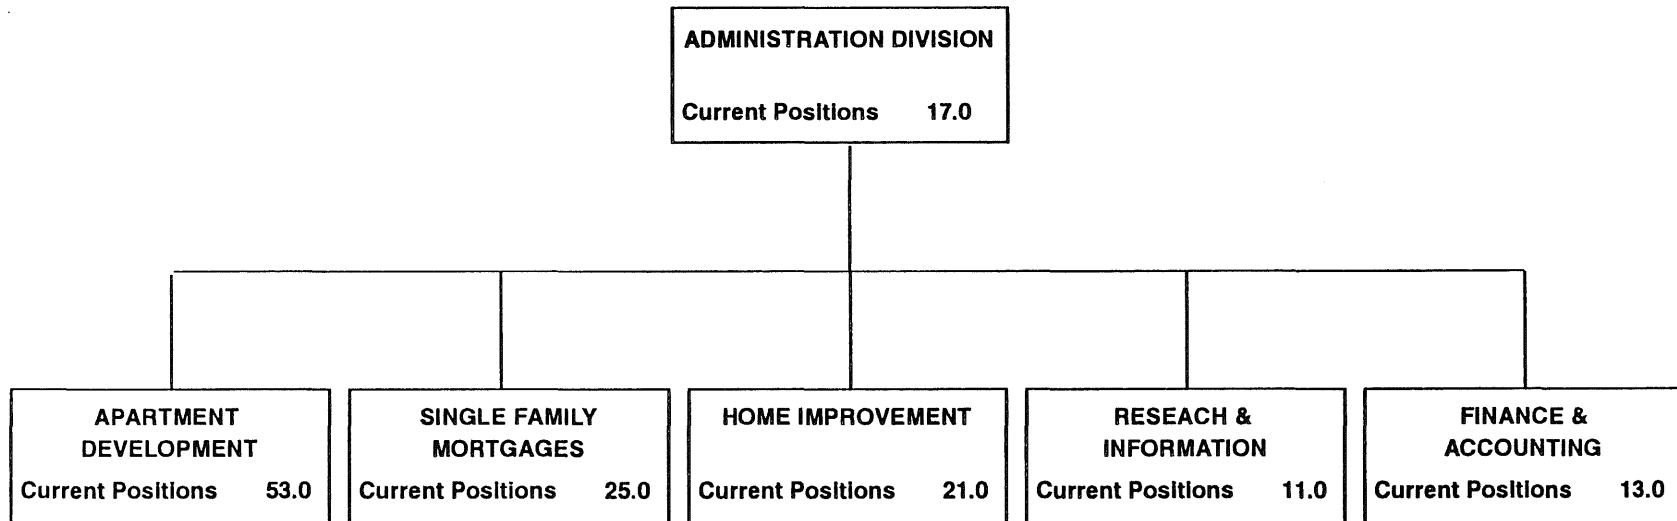 ADMINISTRATION DIVISION
Current Positions 17.0
APARTMENT
DEVELOPMENT
Current Positions 53.0
SINGLE FAMILY
MORTGAGES
Current Positions 25.0
HOME IMPROVEMENT
Current Positions 21.0
RESEACH &
INFORMATION
Current Positions 11.0
FINANCE &
ACCOUNTING
Current Positions 13.0